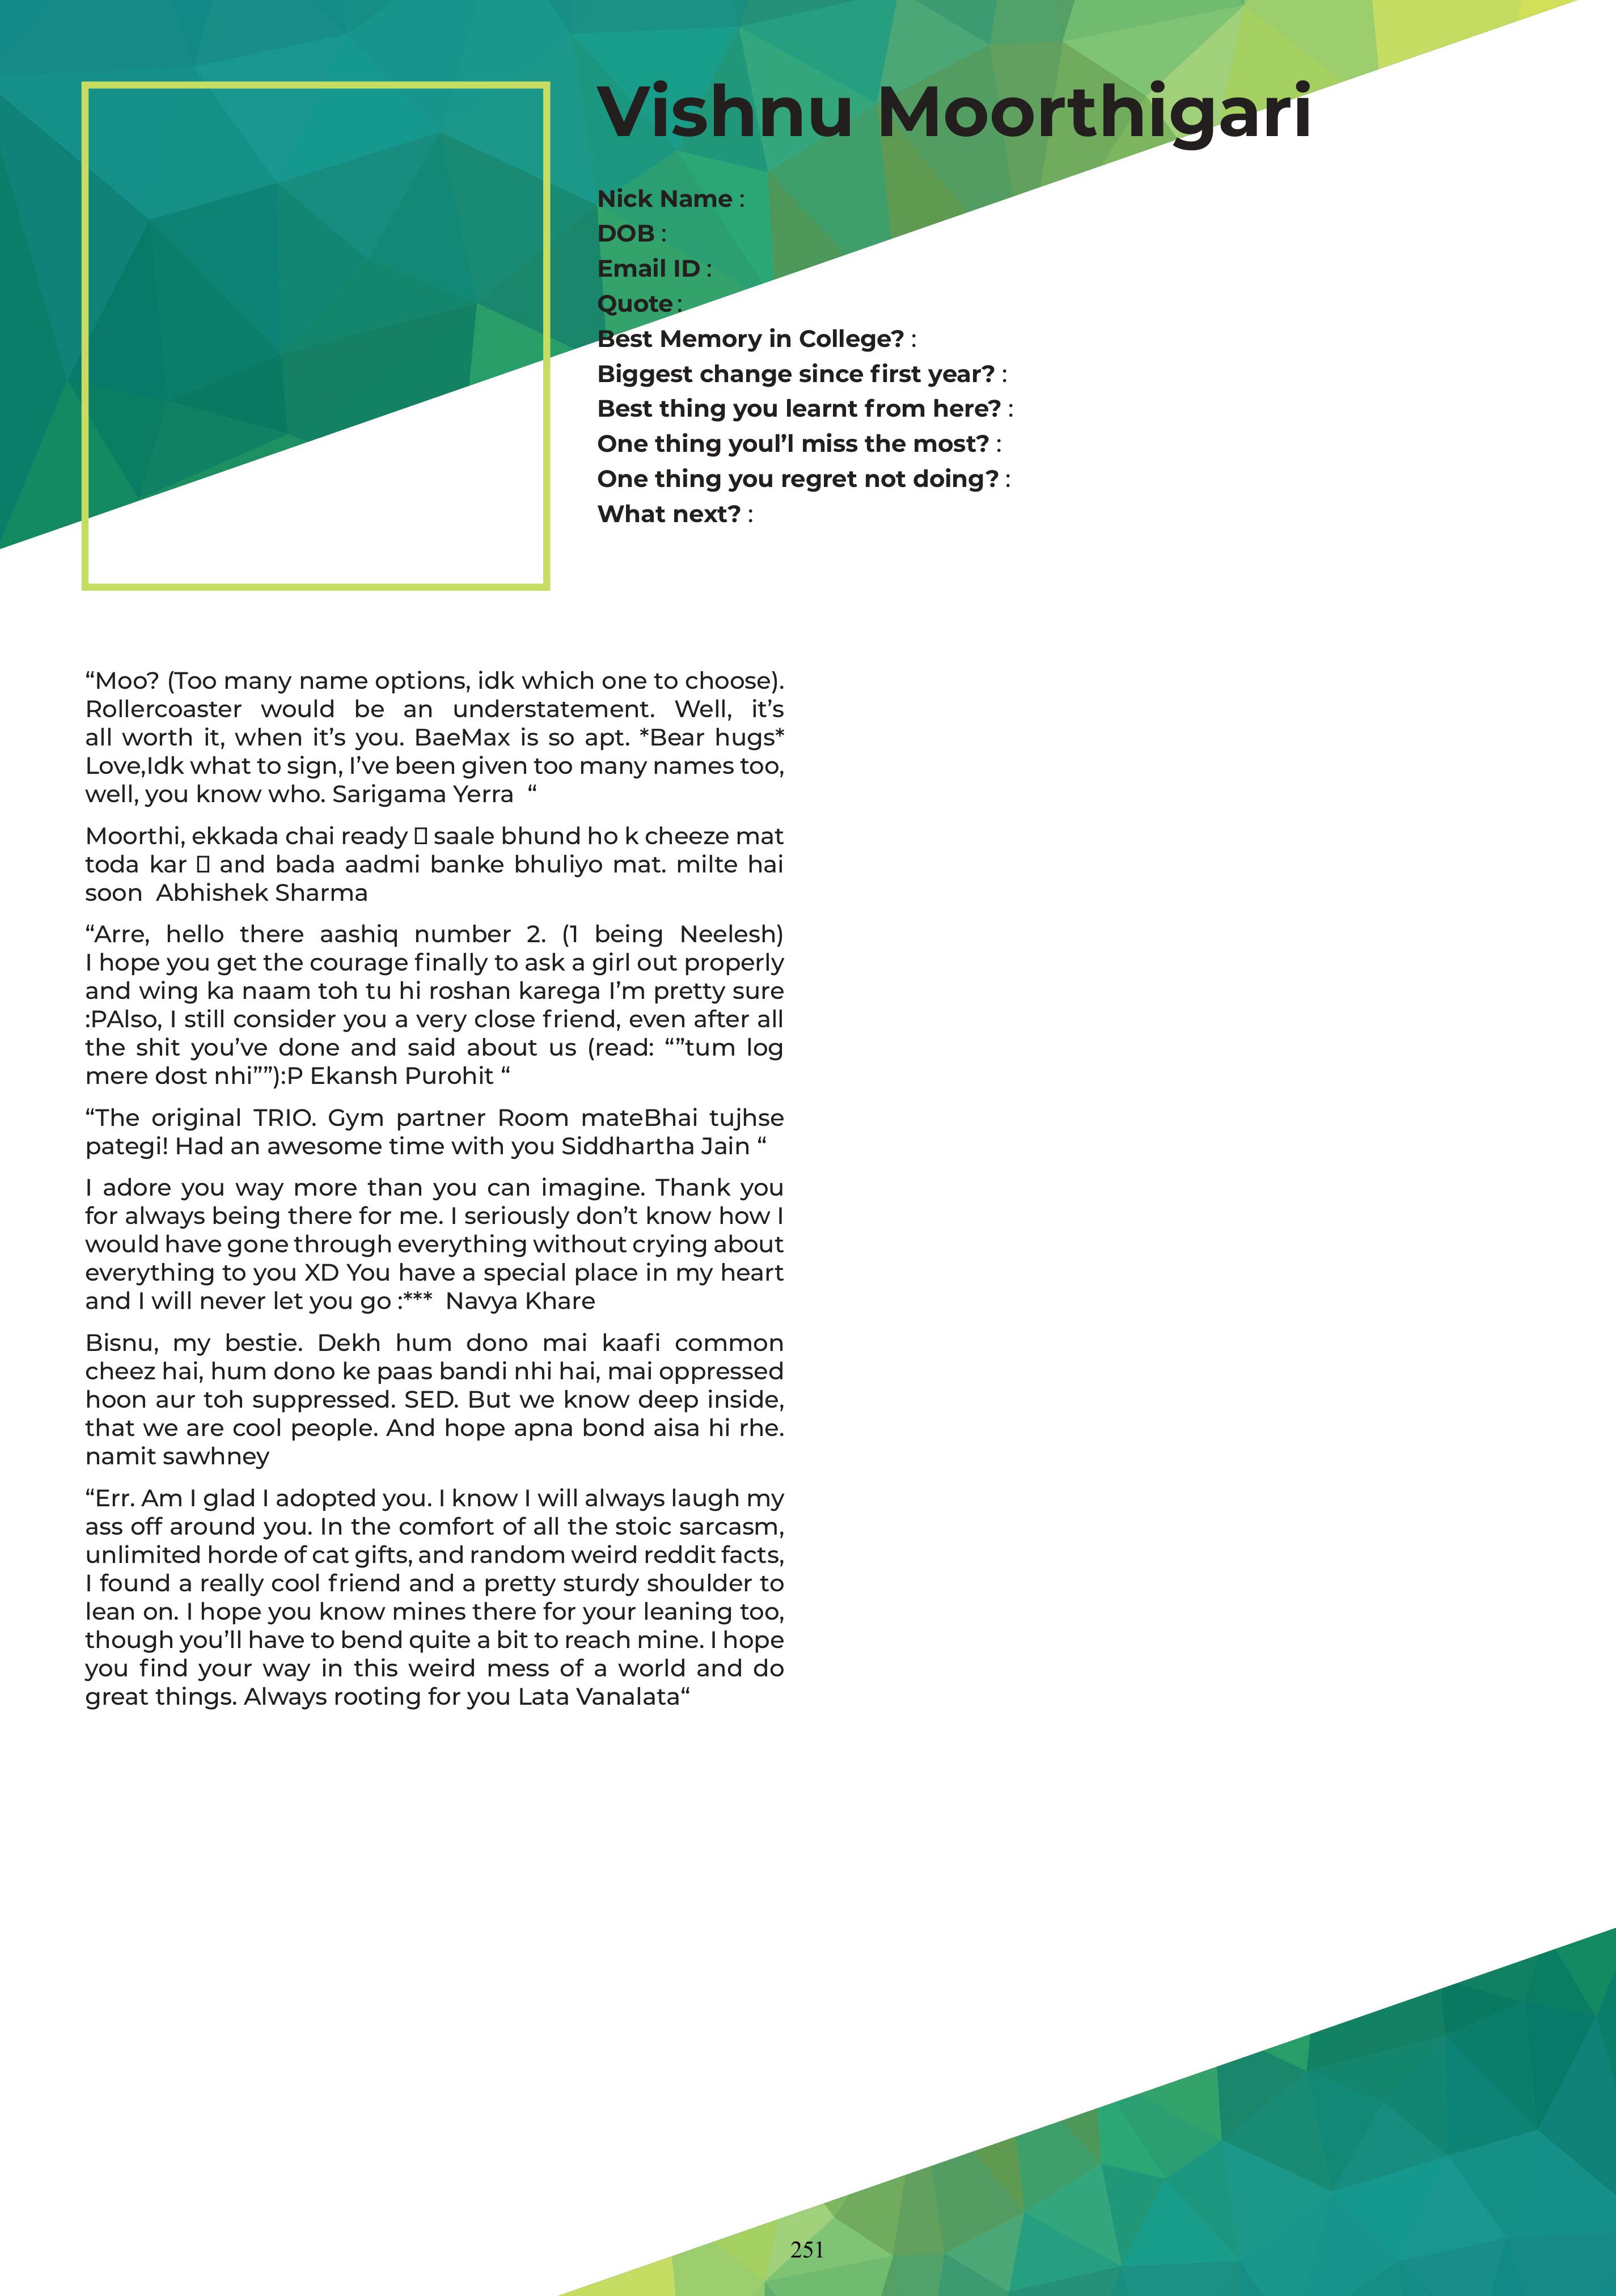 Vishnu Moorthigari
Nick Name :
DOB :
Email ID :
Quote :
Best Memory in College? :
Biggest change since first year? :
Best thing you learnt from here? :
One thing youl’l miss the most? :
One thing you regret not doing? :
What next? :
“Moo? (Too many name options, idk which one to choose).
Rollercoaster would be an understatement. Well, it’s
all worth it, when it’s you. BaeMax is so apt. *Bear hugs*
Love,Idk what to sign, I’ve been given too many names too,
well, you know who. Sarigama Yerra “
Moorthi, ekkada chai ready ▯ saale bhund ho k cheeze mat
toda kar ▯ and bada aadmi banke bhuliyo mat. milte hai
soon Abhishek Sharma
“Arre, hello there aashiq number 2. (1 being Neelesh)
I hope you get the courage finally to ask a girl out properly
and wing ka naam toh tu hi roshan karega I’m pretty sure
:PAlso, I still consider you a very close friend, even after all
the shit you’ve done and said about us (read: “”tum log
mere dost nhi””):P Ekansh Purohit “
“The original TRIO. Gym partner Room mateBhai tujhse
pategi! Had an awesome time with you Siddhartha Jain “
I adore you way more than you can imagine. Thank you
for always being there for me. I seriously don’t know how I
would have gone through everything without crying about
everything to you XD You have a special place in my heart
and I will never let you go :*** Navya Khare
Bisnu, my bestie. Dekh hum dono mai kaafi common
cheez hai, hum dono ke paas bandi nhi hai, mai oppressed
hoon aur toh suppressed. SED. But we know deep inside,
that we are cool people. And hope apna bond aisa hi rhe.
namit sawhney
“Err. Am I glad I adopted you. I know I will always laugh my
ass off around you. In the comfort of all the stoic sarcasm,
unlimited horde of cat gifts, and random weird reddit facts,
I found a really cool friend and a pretty sturdy shoulder to
lean on. I hope you know mines there for your leaning too,
though you’ll have to bend quite a bit to reach mine. I hope
you find your way in this weird mess of a world and do
great things. Always rooting for you Lata Vanalata“
251